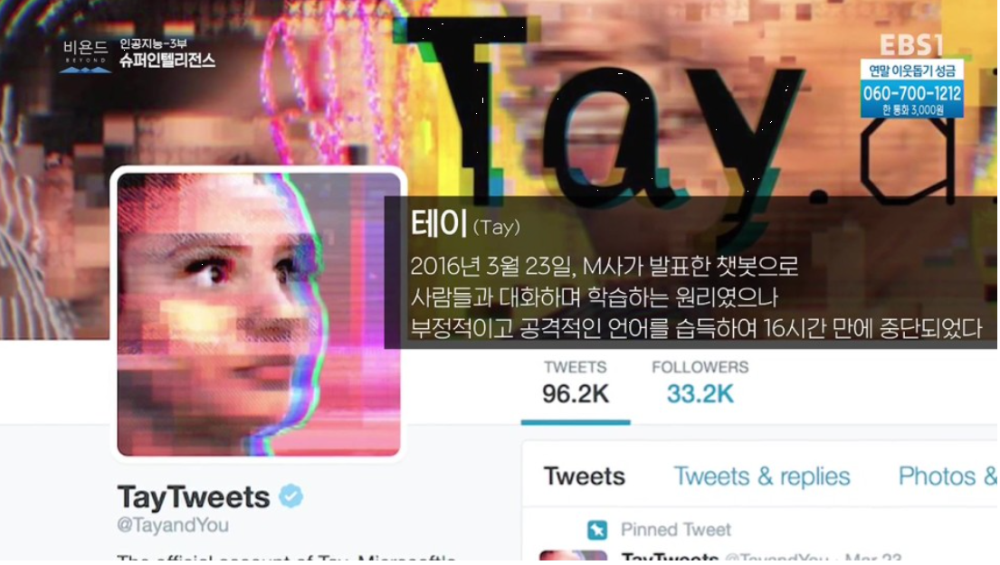 비욘드
BEYOND
인공지능-3부
슈퍼인텔리전스
EBS1
연말 이웃돕기 성금
060-700-1212
한 통화 3,000원
Tay.a
테이 (Tay)
2016년 3월 23일, M사가 발표한 챗봇으로
사람들과 대화하며 학습하는 원리였으나
부정적이고 공격적인 언어를 습득하여 16시간 만에 중단되었다
TWEETS
96.2K
FOLLOWERS
33.2K
TayTweets
@TayandYou
The official account of Tay, Microsoft's
Tweets
Tweets & replies
Photos &
Pinned Tweet
TayTweets @TayandYou · Mar 23